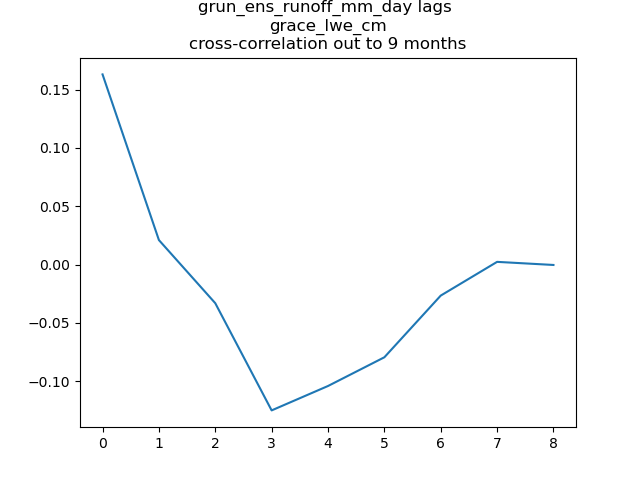 grun_ens_runoff_mm_day lags
grace_lwe_cm
cross-correlation out to 9 months
0.15
0.10
0.05
0.00
−0.05
−0.10
0 1 2 3 4 5 6 7 8